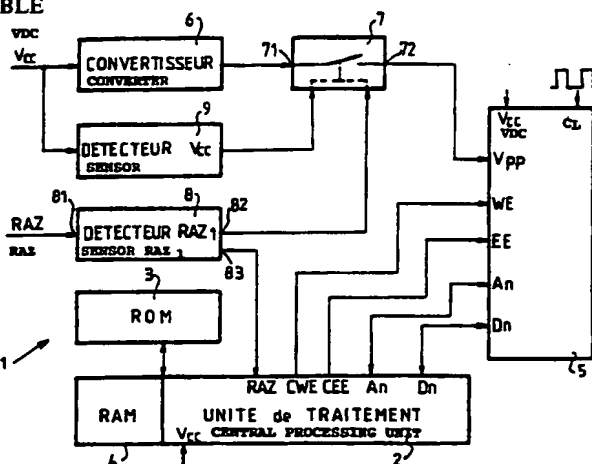 BLE
VDC
VCC
6
CONVERTISSEUR
CONVERTER
71
7
72
9
DETECTEUR VCC
SENSOR
VCC
VDC
CL
VPP
WE
EE
An
Dn
5
RAZ
RAZ
81
8
DETECTEUR RAZ1
SENSOR RAZ 1
82
83
3
ROM
1
RAM
4
RAZ CWE CEE An Dn
UNITE de TRAITEMENT
VCC CENTRAL PROCESSING UNIT
2